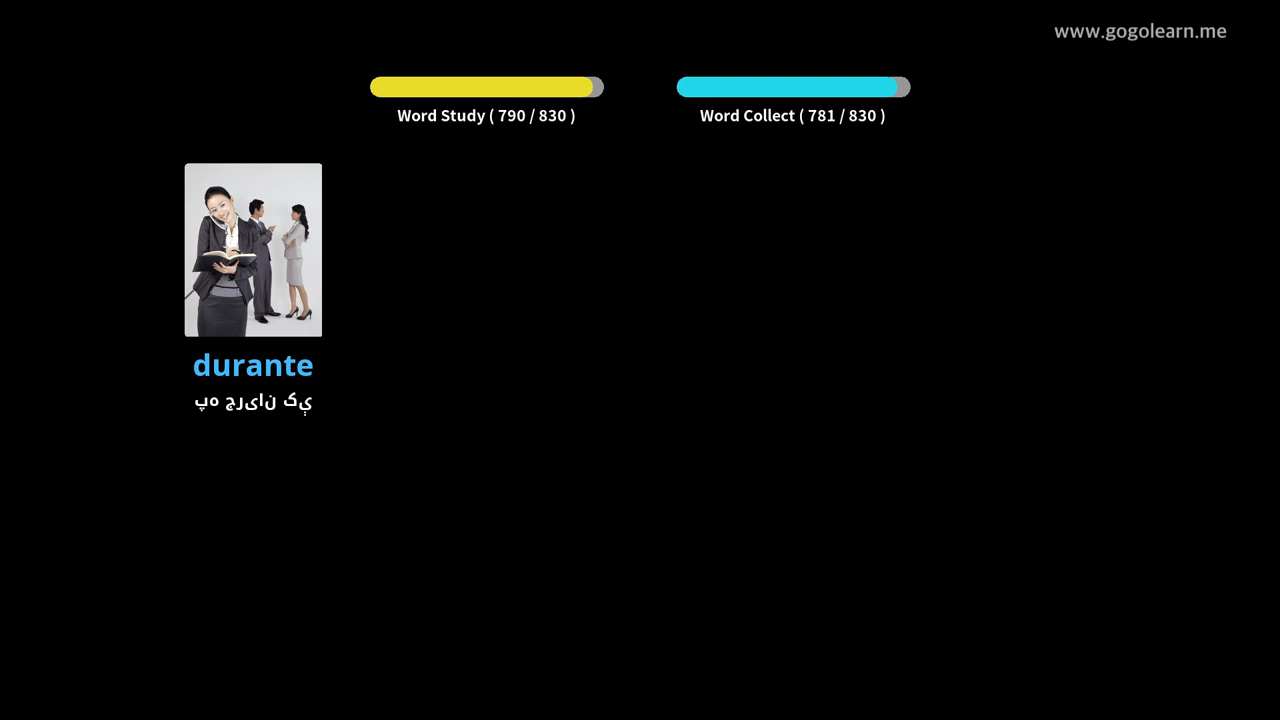 www.gogolearn.me
Word Study ( 790 / 830 )
Word Collect ( 781 / 830 )
durante
په جریان کې